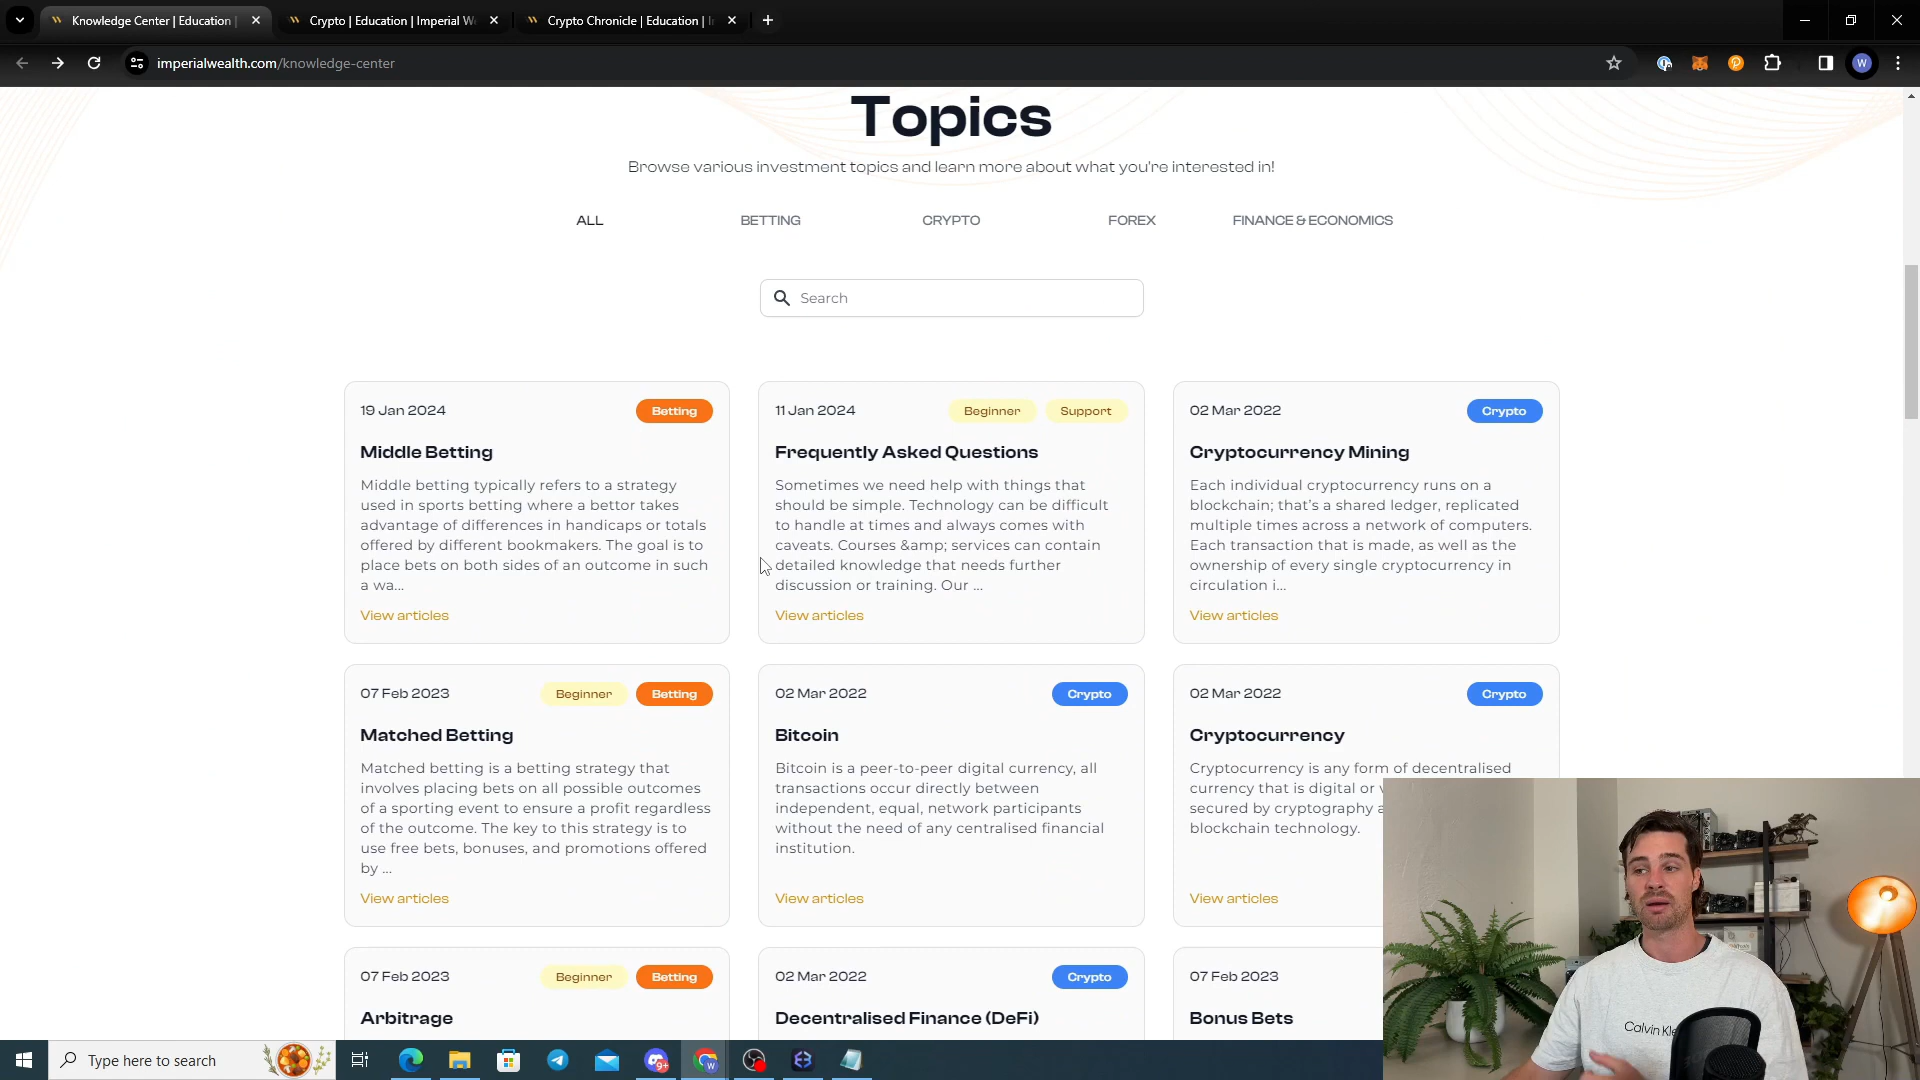 Knowledge Center | Education |
Crypto | Education | Imperial W
Crypto Chronicle | Education | I
imperialwealth.com/knowledge-center
W
Topics
Browse various investment topics and learn more about what you're interested in!
ALL
BETTING
CRYPTO
FOREX
FINANCE & ECONOMICS
Search
19 Jan 2024
Betting
Middle Betting
Middle betting typically refers to a strategy
used in sports betting where a bettor takes
advantage of differences in handicaps or totals
offered by different bookmakers. The goal is to
place bets on both sides of an outcome in such
a wa...
View articles
11 Jan 2024
Beginner
Support
Frequently Asked Questions
Sometimes we need help with things that
should be simple. Technology can be difficult
to handle at times and always comes with
caveats. Courses &amp; services can contain
detailed knowledge that needs further
discussion or training. Our ...
View articles
02 Mar 2022
Crypto
Cryptocurrency Mining
Each individual cryptocurrency runs on a
blockchain; that's a shared ledger, replicated
multiple times across a network of computers.
Each transaction that is made, as well as the
ownership of every single cryptocurrency in
circulation i...
View articles
07 Feb 2023
Beginner
Betting
Matched Betting
Matched betting is a betting strategy that
involves placing bets on all possible outcomes
of a sporting event to ensure a profit regardless
of the outcome. The key to this strategy is to
use free bets, bonuses, and promotions offered
by ...
View articles
02 Mar 2022
Crypto
Bitcoin
Bitcoin is a peer-to-peer digital currency, all
transactions occur directly between
independent, equal, network participants
without the need of any centralised financial
institution.
View articles
02 Mar 2022
Crypto
Cryptocurrency
Cryptocurrency is any form of decentralised
currency that is digital or
secured by cryptography
blockchain technology.
View articles
07 Feb 2023
Beginner
Betting
Arbitrage
02 Mar 2022
Crypto
Decentralised Finance (DeFi)
07 Feb 2023
Bonus Bets
Calvin Kle
Type here to search
9+
W